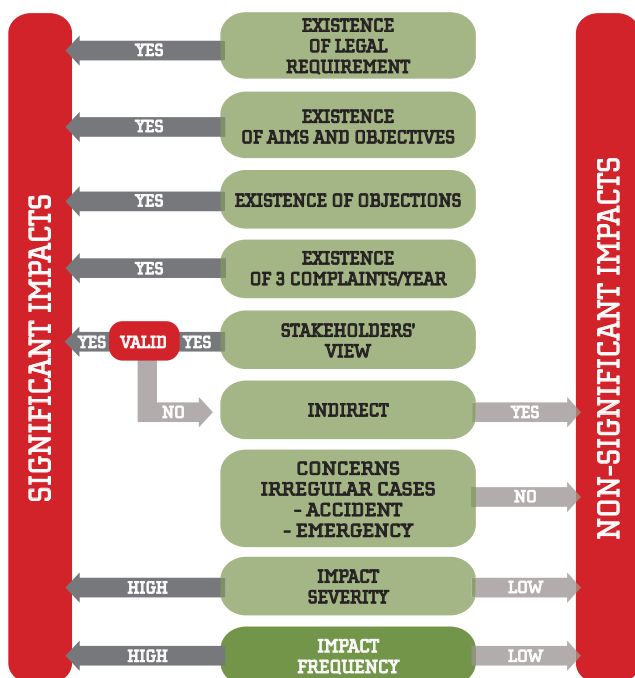 SIGNIFICANT IMPACTS
EXISTENCE
OF LEGAL
REQUIREMENT
YES
EXISTENCE
OF AIMS AND OBJECTIVES
YES
EXISTENCE OF OBJECTIONS
YES
EXISTENCE
OF 3 COMPLAINTS/YEAR
YES
STAKEHOLDERS'
VIEW
YES VALID YES
NO
INDIRECT
YES
CONCERNS
IRREGULAR CASES
- ACCIDENT
- EMERGENCY
NO
IMPACT
SEVERITY
HIGH
LOW
IMPACT
FREQUENCY
HIGH
LOW
NON-SIGNIFICANT IMPACTS